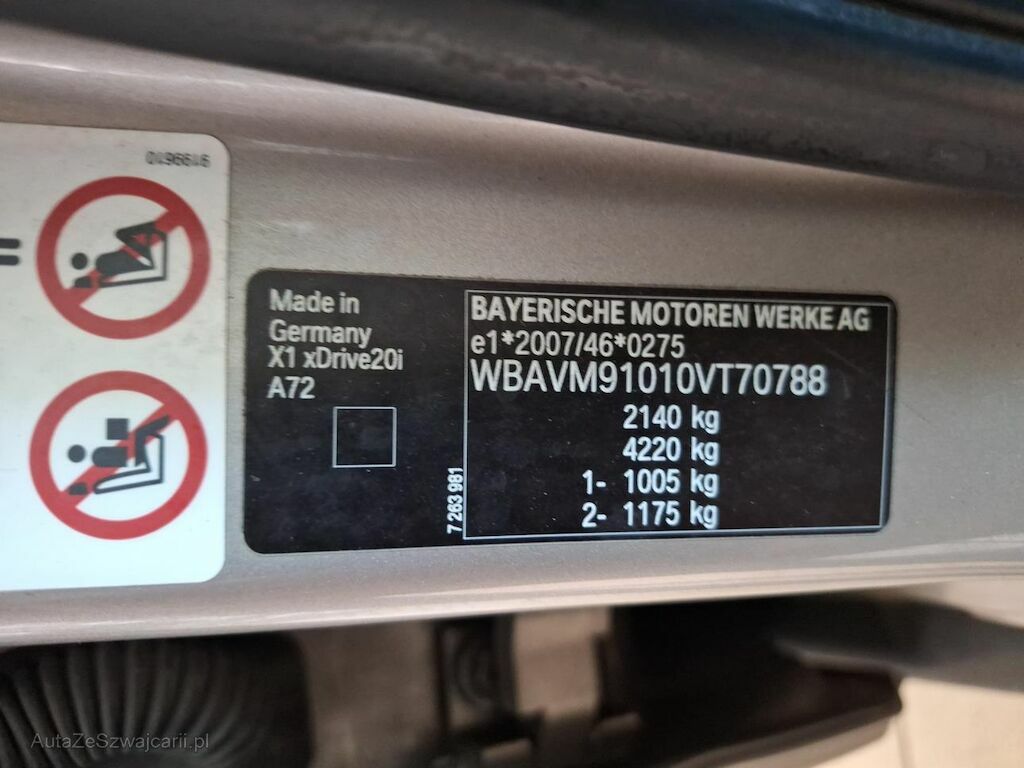 0196616
Made in
Germany
X1 xDrive20i
A72
7 263 981
BAYERISCHE MOTOREN WERKE AG
e1*2007/46*0275
WBAVM91010VT70788
2140 kg
4220 kg
1- 1005 kg
2- 1175 kg
AutaZeSzwajcarii.pl